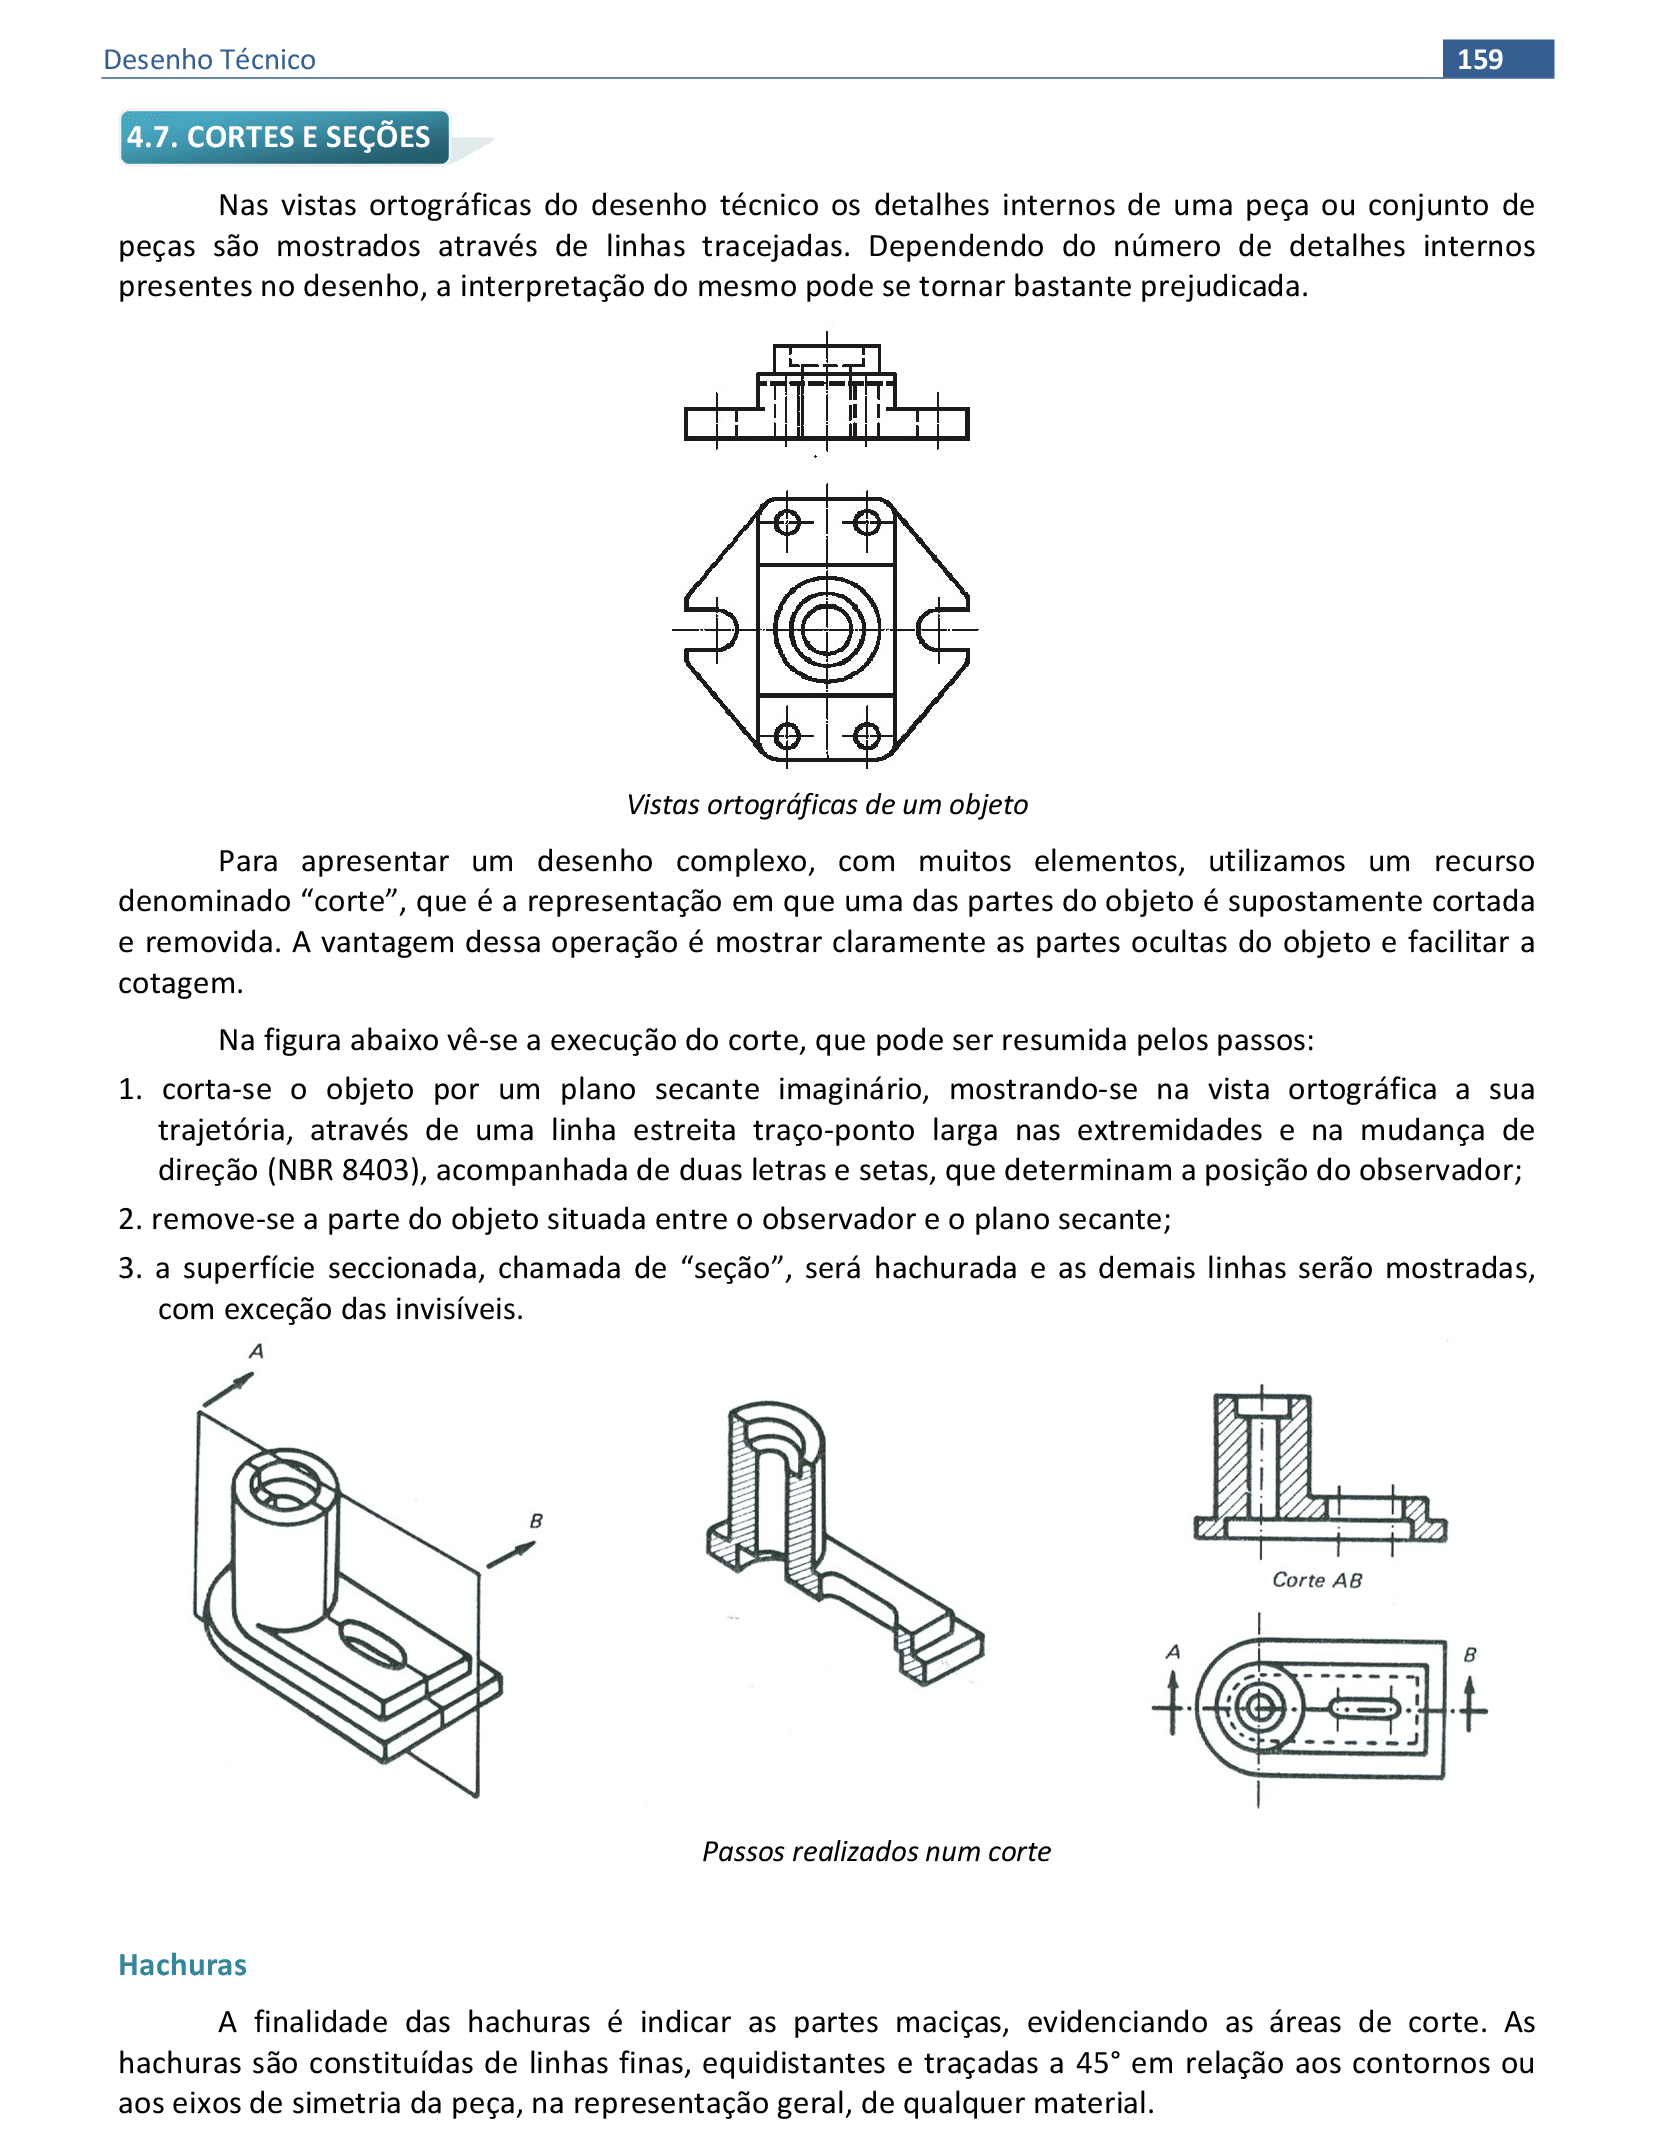 Desenho Técnico
159
4.7. CORTES E SEÇÕES
Nas vistas ortográficas do desenho técnico os detalhes internos de uma peça ou conjunto de
peças são mostrados através de linhas tracejadas. Dependendo do número de detalhes internos
presentes no desenho, a interpretação do mesmo pode se tornar bastante prejudicada.
Vistas ortográficas de um objeto
Para apresentar um desenho complexo, com muitos elementos, utilizamos um recurso
denominado “corte”, que é a representação em que uma das partes do objeto é supostamente cortada
e removida. A vantagem dessa operação é mostrar claramente as partes ocultas do objeto e facilitar a
cotagem.
Na figura abaixo vê-se a execução do corte, que pode ser resumida pelos passos:
1. corta-se o objeto por um plano secante imaginário, mostrando-se na vista ortográfica a sua
trajetória, através de uma linha estreita traço-ponto larga nas extremidades e na mudança de
direção (NBR 8403), acompanhada de duas letras e setas, que determinam a posição do observador;
2. remove-se a parte do objeto situada entre o observador e o plano secante;
3. a superfície seccionada, chamada de “seção”, será hachurada e as demais linhas serão mostradas,
com exceção das invisíveis.
A
B
Corte AB
A
B
Passos realizados num corte
Hachuras
A finalidade das hachuras é indicar as partes maciças, evidenciando as áreas de corte. As
hachuras são constituídas de linhas finas, equidistantes e traçadas a 45° em relação aos contornos ou
aos eixos de simetria da peça, na representação geral, de qualquer material.